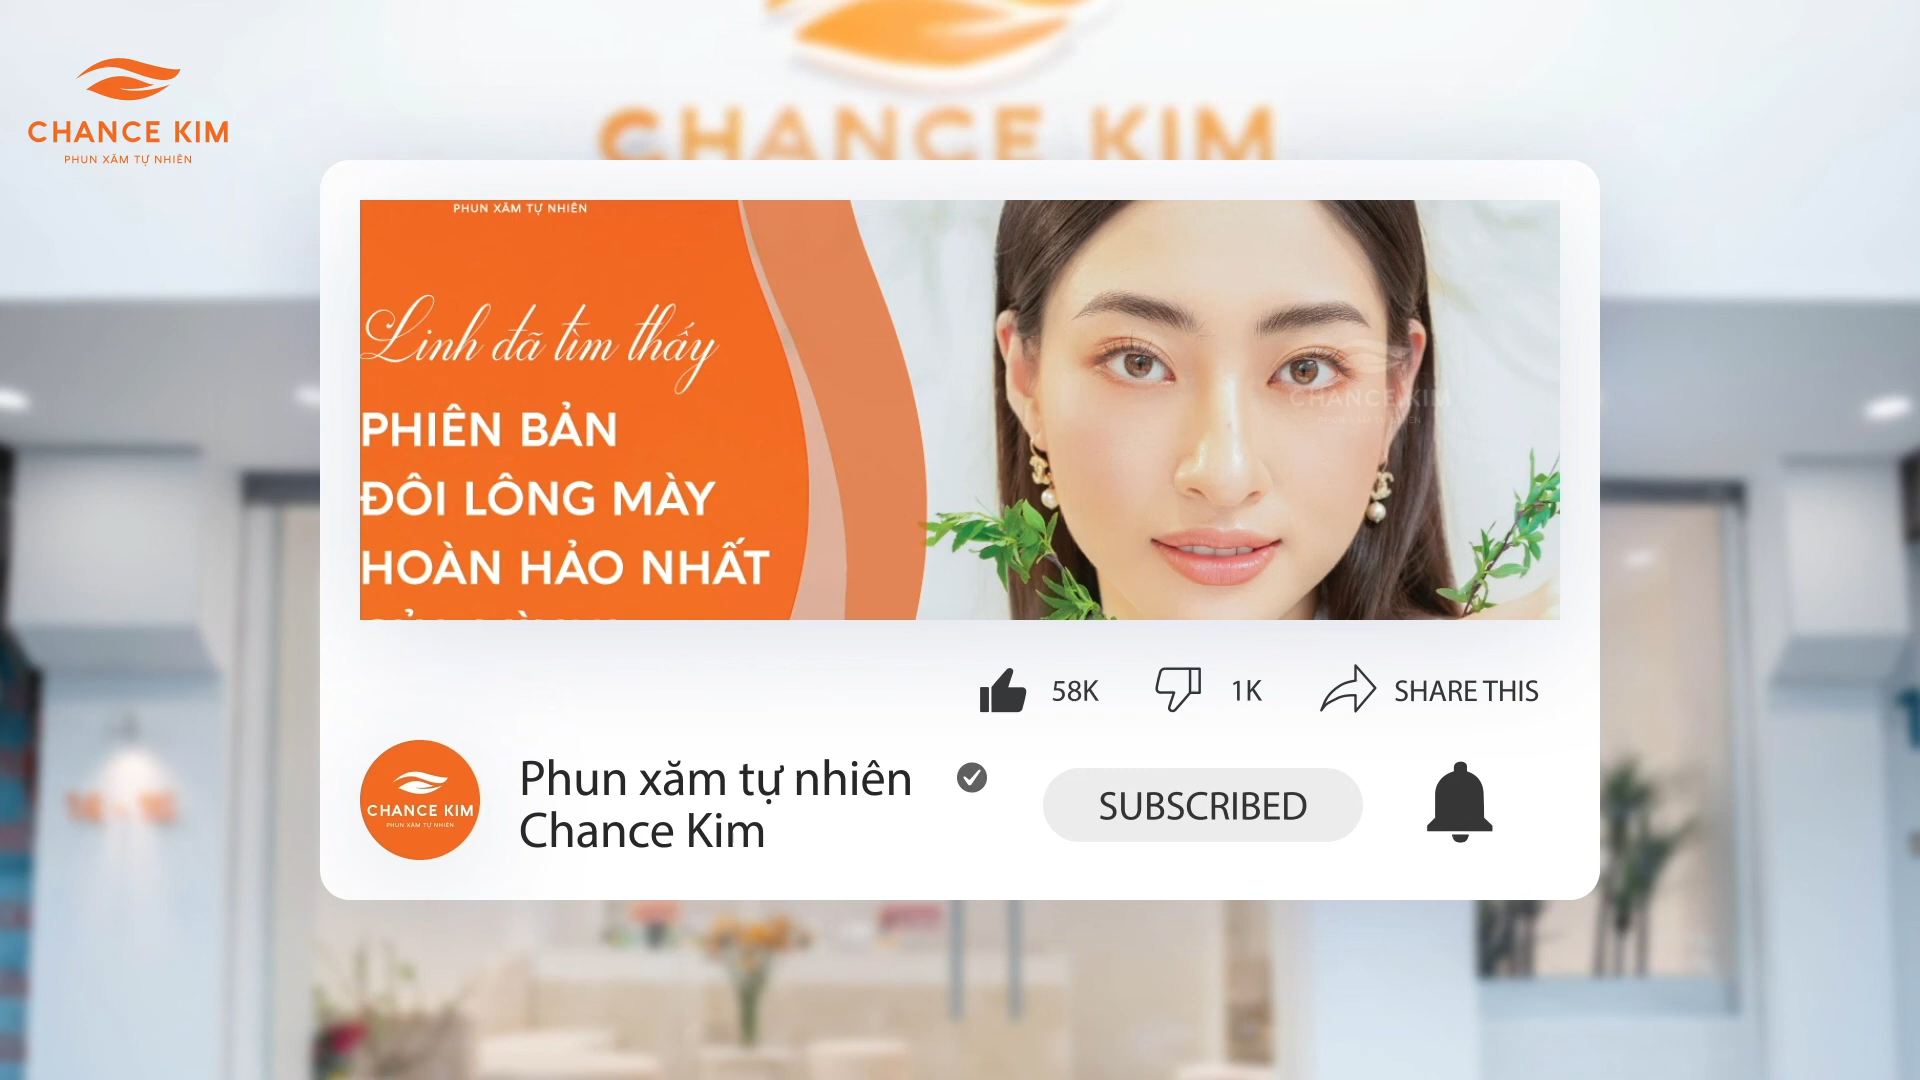 CHANCE KIM
CHANCE KIM
PHUN XĂM TỰ NHIÊN
PHUN XĂM TỰ NHIÊN
Linh đã tìm thấy
PHIÊN BẢN
ĐÔI LÔNG MÀY
HOÀN HẢO NHẤT
CHANCE KIM
58K
1K
SHARE THIS
CHANCE KIM
PHUN XĂM TỰ NHIÊN
Phun xăm tự nhiên
Chance Kim
SUBSCRIBED